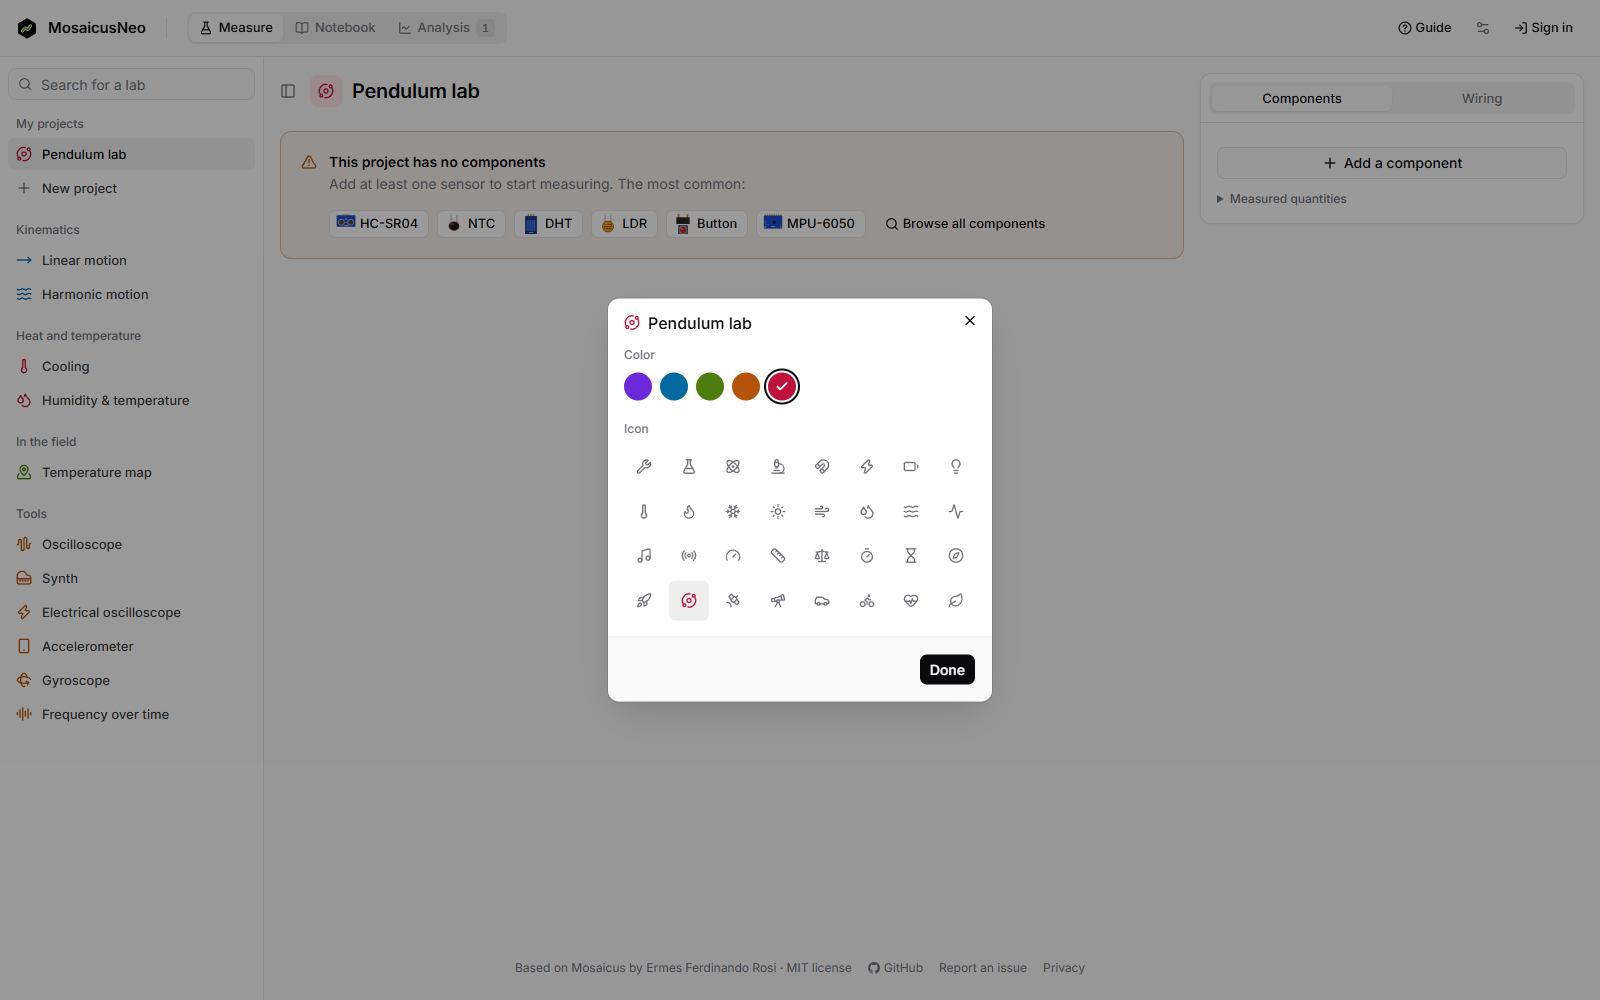 MosaicusNeo
Measure
Notebook
Analysis 1
Guide
Sign in
Search for a lab
My projects
Pendulum lab
New project
Kinematics
Linear motion
Harmonic motion
Heat and temperature
Cooling
Humidity & temperature
In the field
Temperature map
Tools
Oscilloscope
Synth
Electrical oscilloscope
Accelerometer
Gyroscope
Frequency over time
Pendulum lab
This project has no components
Add at least one sensor to start measuring. The most common:
HC-SR04
NTC
DHT
LDR
Button
MPU-6050
Browse all components
Components
Wiring
Add a component
Measured quantities
Pendulum lab
Color
Icon
Done
Based on Mosaicus by Ermes Ferdinando Rosi · MIT license
GitHub
Report an issue
Privacy